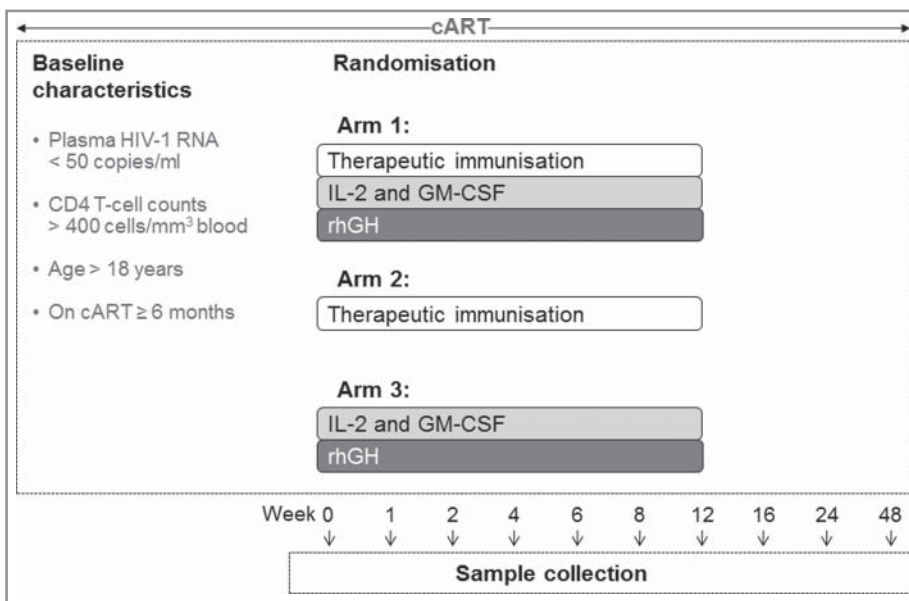 cART
Baseline
characteristics
• Plasma HIV-1 RNA
< 50 copies/ml
• CD4 T-cell counts
> 400 cells/mm³ blood
• Age > 18 years
• On cART ≥ 6 months
Randomisation
Arm 1:
Therapeutic immunisation
IL-2 and GM-CSF
rhGH
Arm 2:
Therapeutic immunisation
Arm 3:
IL-2 and GM-CSF
rhGH
Week 0 1 2 4 6 8 12 16 24 48
Sample collection